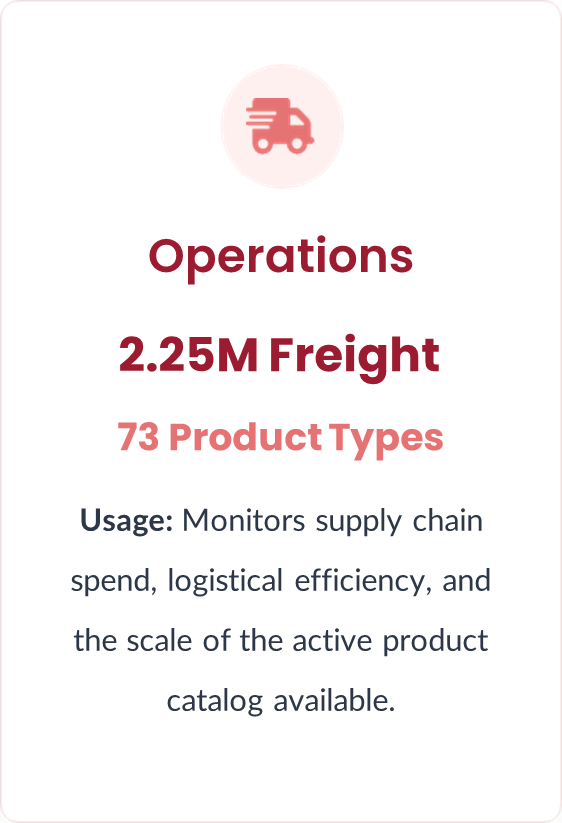 Operations
2.25M Freight
73 Product Types
Usage: Monitors supply chain
spend, logistical efficiency, and
the scale of the active product
catalog available.